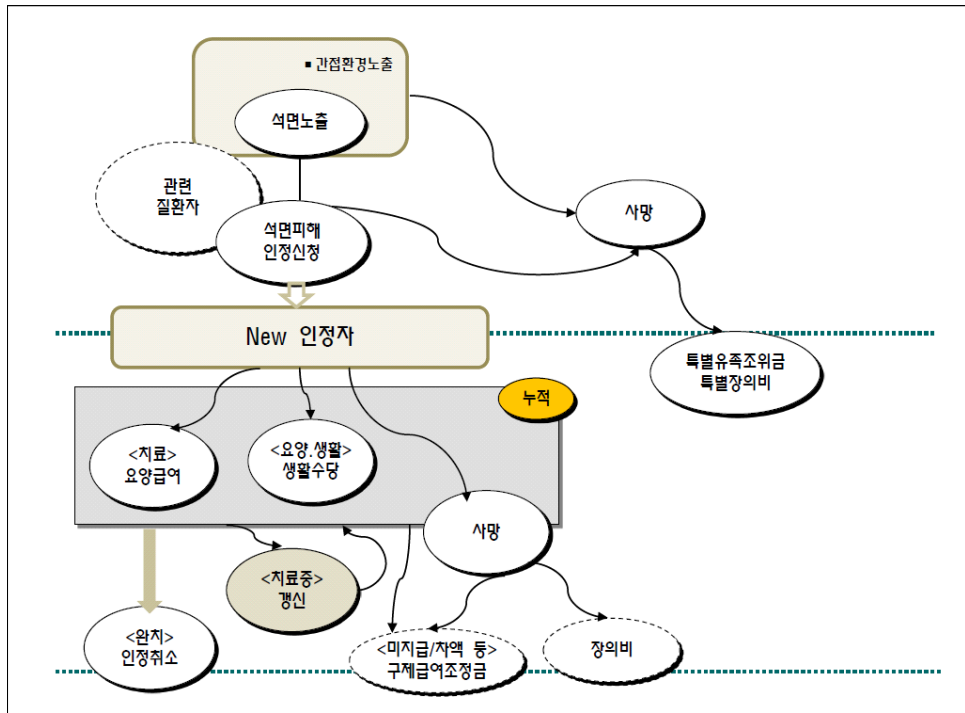 ▪ 간접환경노출
석면노출
관련
질환자
사망
석면피해
인정신청
New 인정자
특별유족조위금
특별장의비
누적
<치료>
요양급여
<요양.생활>
생활수당
사망
<치료중>
갱신
<완치>
인정취소
<미지급/차액 등>
구제급여조정금
장의비